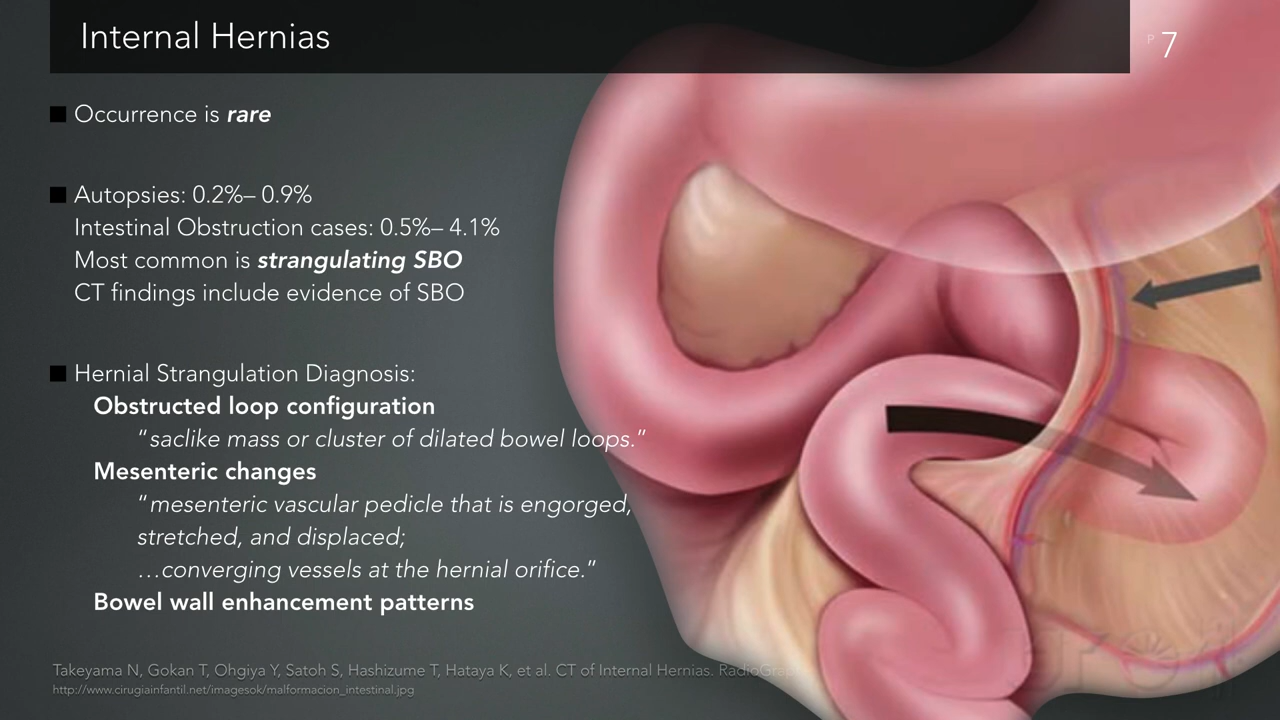 Internal Hernias
P 7
■ Occurrence is rare
■ Autopsies: 0.2%– 0.9%
Intestinal Obstruction cases: 0.5%– 4.1%
Most common is strangulating SBO
CT findings include evidence of SBO
■ Hernial Strangulation Diagnosis:
Obstructed loop configuration
“saclike mass or cluster of dilated bowel loops.”
Mesenteric changes
“mesenteric vascular pedicle that is engorged,
stretched, and displaced;
…converging vessels at the hernial orifice.”
Bowel wall enhancement patterns
Takeyama N, Gokan T, Ohgiya Y, Satoh S, Hashizume T, Hataya K, et al. CT of Internal Hernias.
http://www.cirugiainfantil.net/imagesok/malformacion_intestinal.jpg